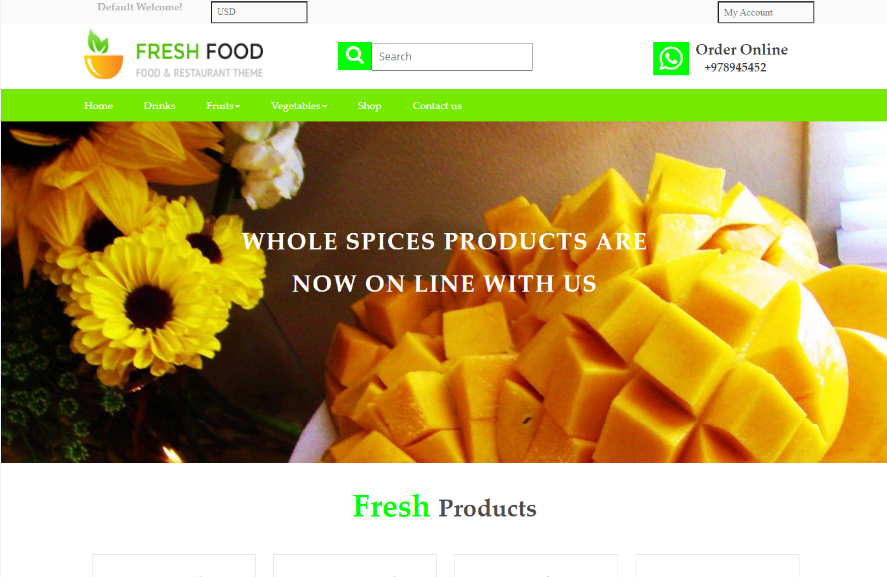 Default Welcome!
USD
My Account
FRESH FOOD
FOOD & RESTAURANT THEME
Search
Order Online
+978945452
Home
Drinks
Fruits
Vegetables
Shop
Contact us
WHOLE SPICES PRODUCTS ARE
NOW ON LINE WITH US
Fresh Products